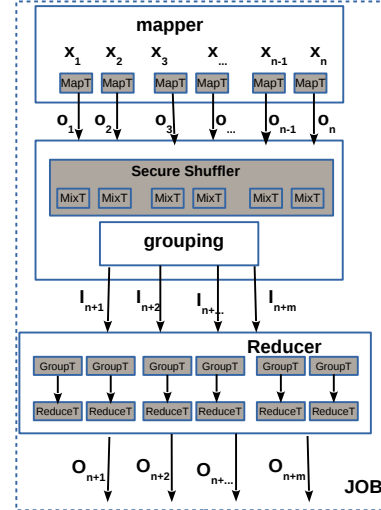 mapper
x1 x2 x3 x... xn-1 xn
MapT MapT MapT MapT MapT MapT
o1 o2 o3 o... on-1 on
Secure Shuffler
MixT MixT MixT MixT MixT MixT
grouping
In+1 In+2 In+... In+m
Reducer
GroupT GroupT GroupT GroupT GroupT GroupT
ReduceT ReduceT ReduceT ReduceT ReduceT ReduceT
On+1 On+2 On+... On+m
JOB